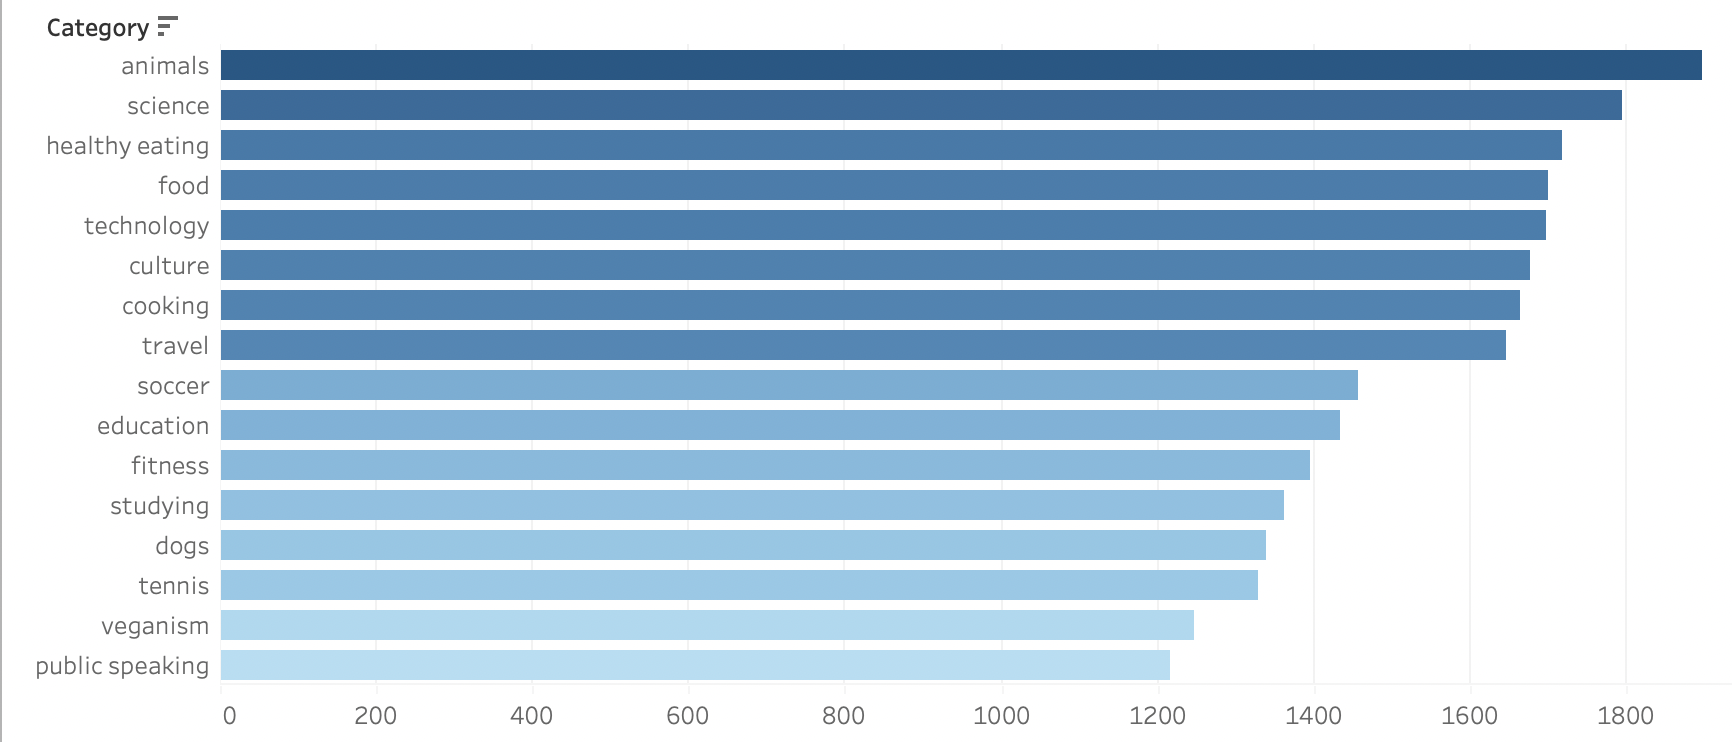 Category
animals
science
healthy eating
food
technology
culture
cooking
travel
soccer
education
fitness
studying
dogs
tennis
veganism
public speaking
0 200 400 600 800 1000 1200 1400 1600 1800